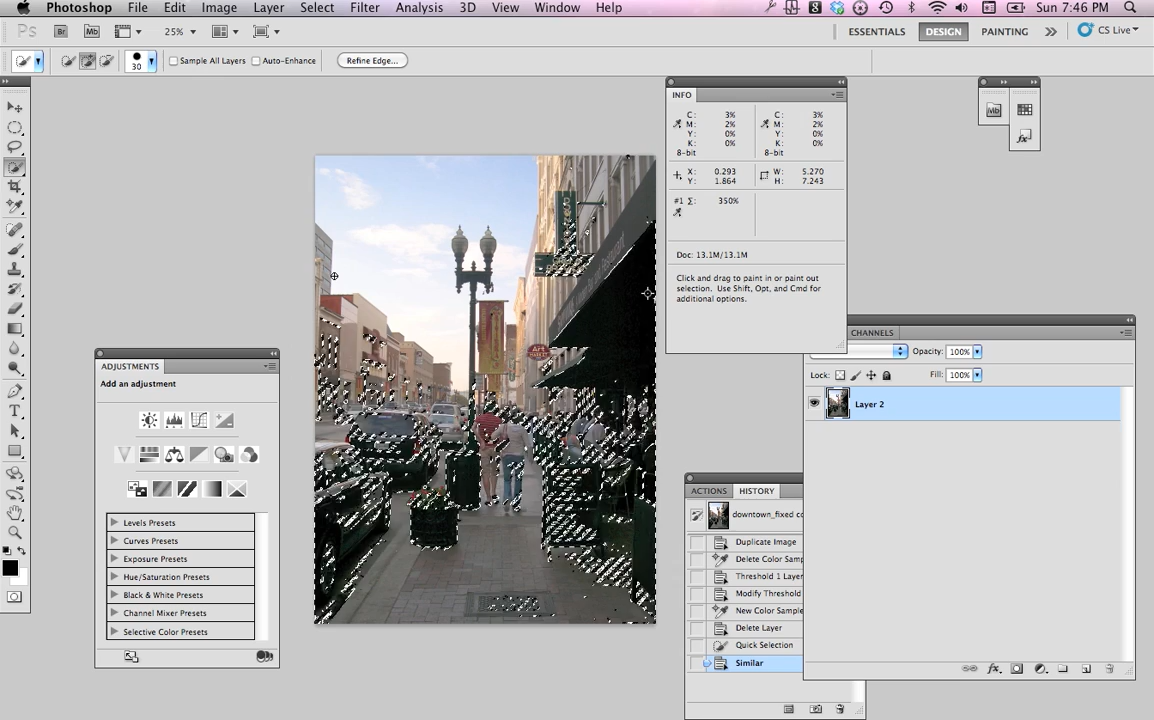 Photoshop File Edit Image Layer Select Filter Analysis 3D View Window Help Sun 7:46 PM
Ps Br Mb 25% ESSENTIALS DESIGN PAINTING CS Live
30 Sample All Layers Auto-Enhance Refine Edge...
INFO
C: 3% C: 3%
M: 2% M: 2%
Y: 0% Y: 0%
K: 0% K: 0%
8-bit 8-bit
X: 0.293 W: 5.270
Y: 1.864 H: 7.243
#1 Σ: 350%
Doc: 13.1M/13.1M
Click and drag to paint in or paint out
selection. Use Shift, Opt, and Cmd for
additional options.
Mb
fx
CHANNELS
Opacity: 100%
Lock: Fill: 100%
Layer 2
ADJUSTMENTS
Add an adjustment
Levels Presets
Curves Presets
Exposure Presets
Hue/Saturation Presets
Black & White Presets
Channel Mixer Presets
Selective Color Presets
Art
ACTIONS HISTORY
downtown_fixed co
Duplicate Image
Delete Color Samp
Threshold 1 Layer
Modify Threshold
New Color Sample
Delete Layer
Quick Selection
Similar
fx